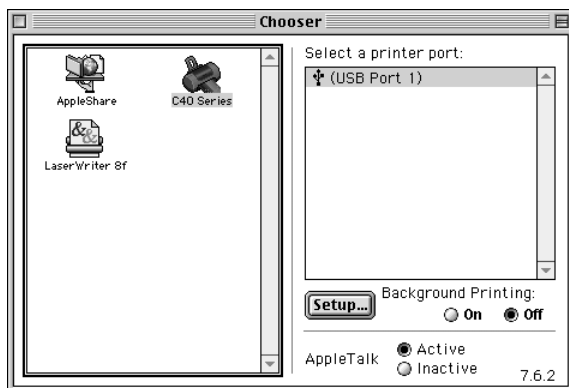 Chooser
AppleShare
C40 Series
LaserWriter 8f
Select a printer port:
(USB Port 1)
Setup...
Background Printing:
On Off
AppleTalk
Active
Inactive
7.6.2